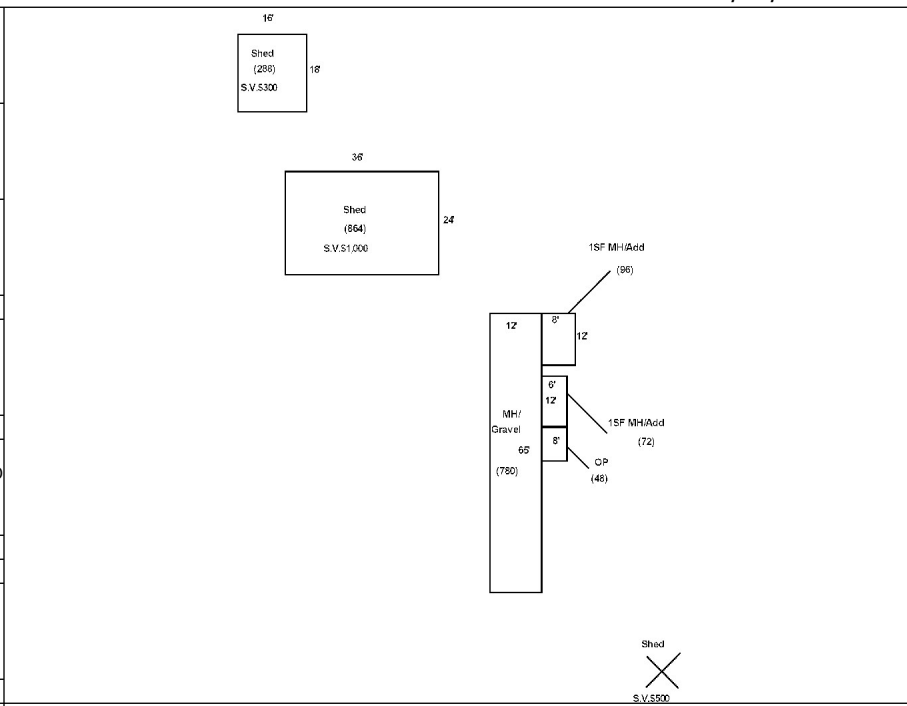 16'
Shed
(288)
18'
S.V.$300
36'
Shed
(864)
24'
S.V.$1,000
1SF MH/Add
(96)
12'
8'
12'
6'
12'
MH/
Gravel
1SF MH/Add
(72)
8'
65'
(780)
OP
(48)
Shed
S.V.$500